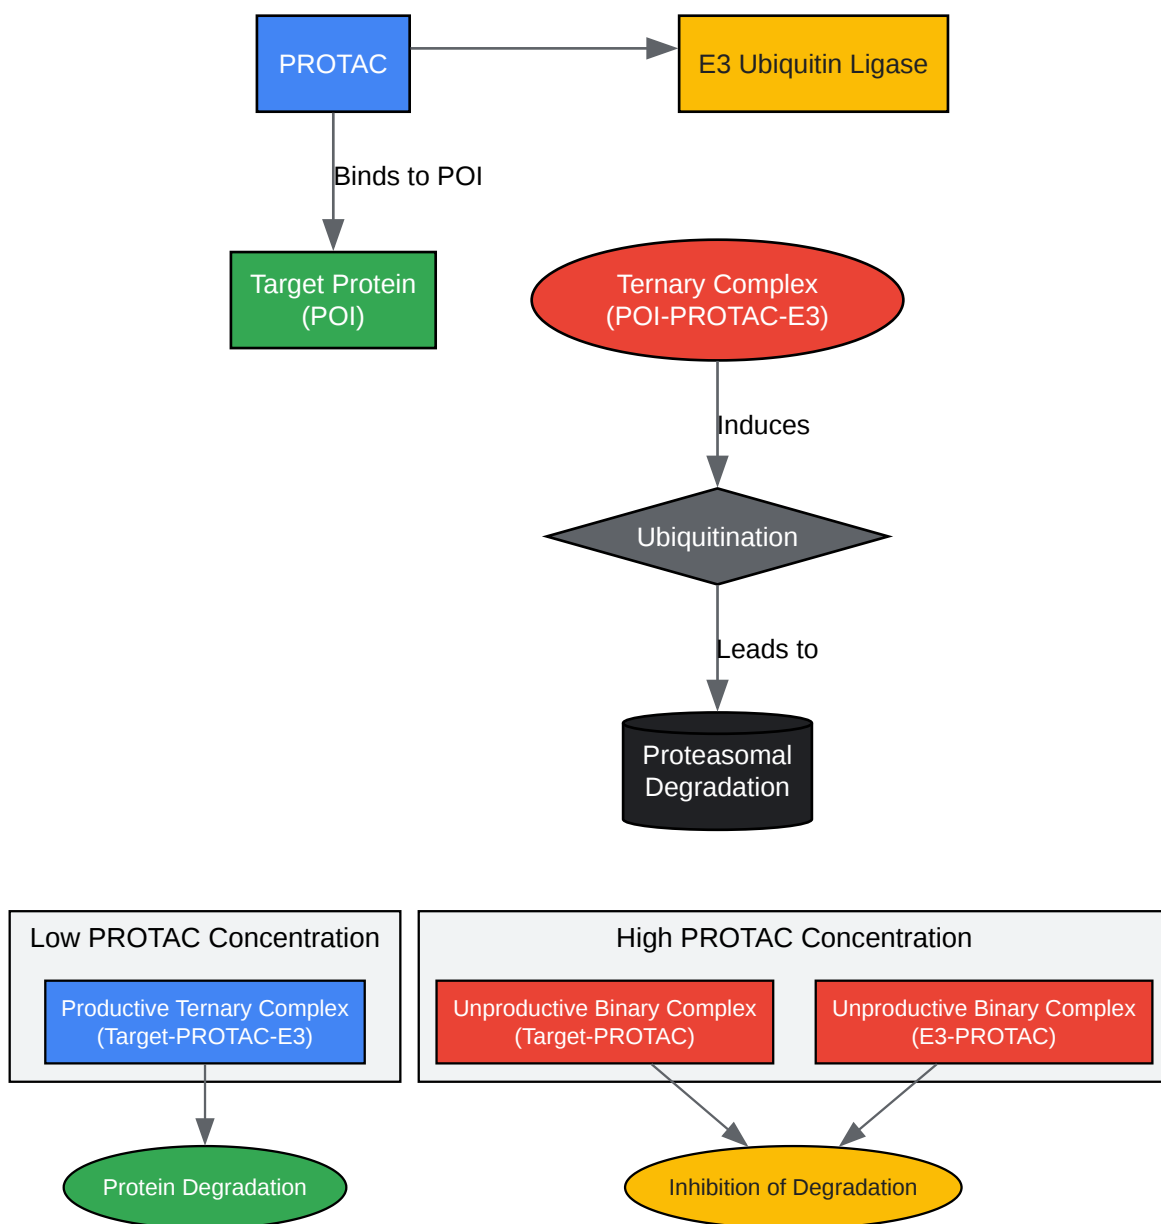 PROTAC
E3 Ubiquitin Ligase
Binds to POI
Target Protein
(POI)
Ternary Complex
(POI-PROTAC-E3)
Induces
Ubiquitination
Leads to
Proteasomal
Degradation
Low PROTAC Concentration
Productive Ternary Complex
(Target-PROTAC-E3)
Protein Degradation
High PROTAC Concentration
Unproductive Binary Complex
(Target-PROTAC)
Unproductive Binary Complex
(E3-PROTAC)
Inhibition of Degradation